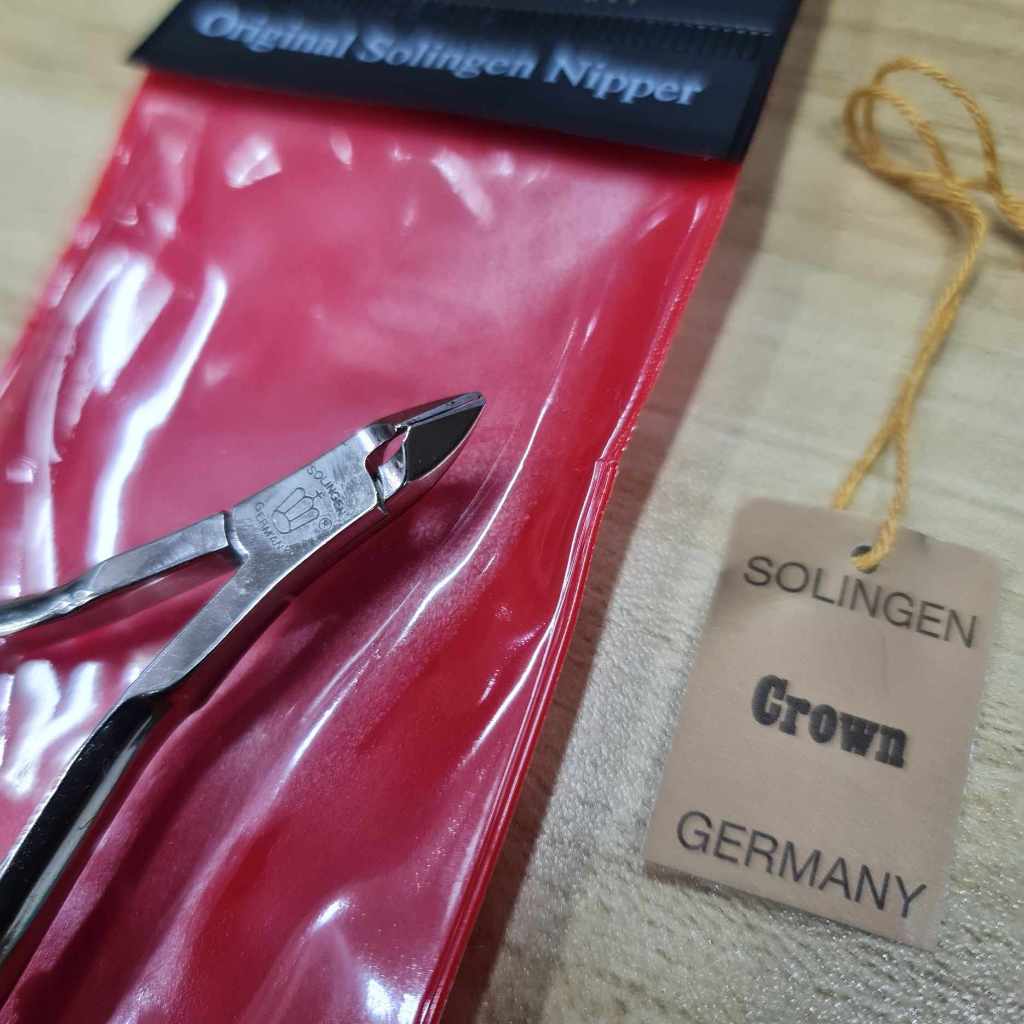 Original Solingen Nipper
SOLINGEN
®
GERMANY
SOLINGEN
Crown
GERMANY